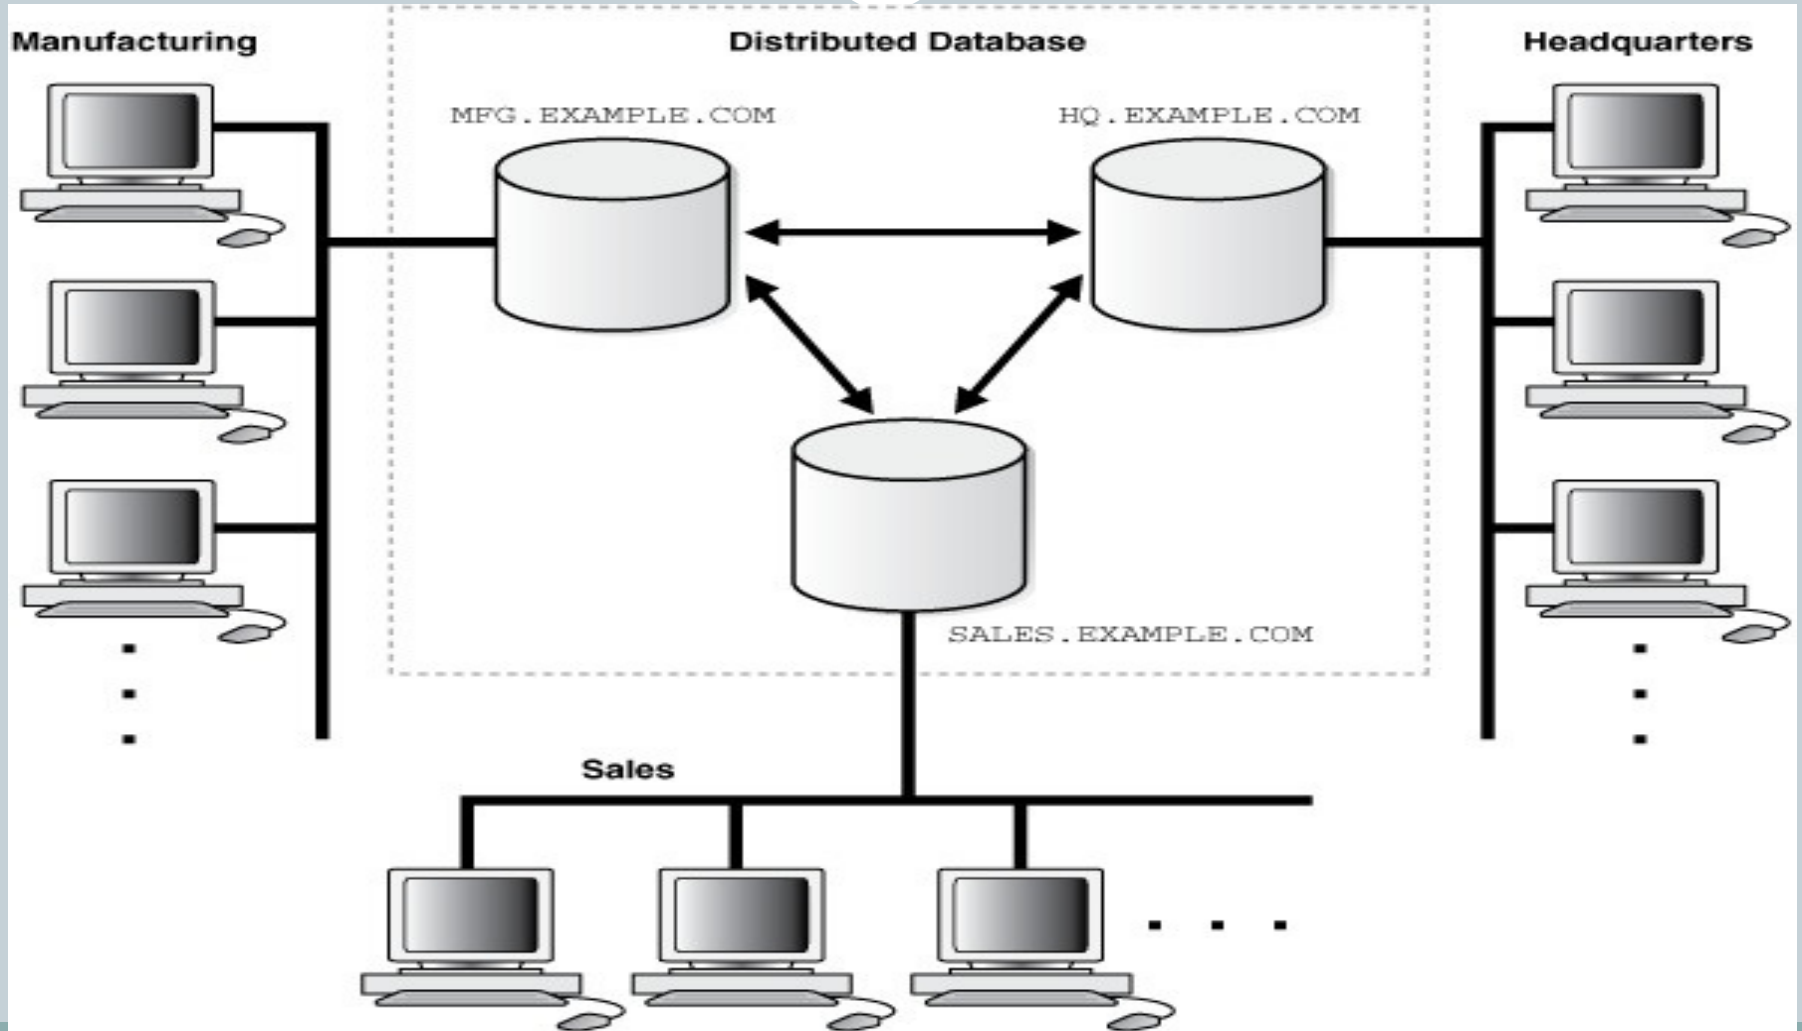 Manufacturing
Distributed Database
Headquarters
MFG.EXAMPLE.COM
HQ.EXAMPLE.COM
SALES.EXAMPLE.COM
Sales